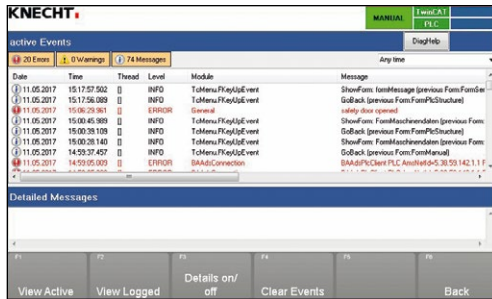 KNECHT.
MANUAL
TwinCAT
PLC
active Events
DiagHelp
20 Errors
0 Warnings
74 Messages
Any time
Date Time Thread Level Module Message
11.05.2017 15:17:57.502 [] INFO TcMenu.FKeyUpEvent ShowForm: formMessage (previous Form:FormSer
11.05.2017 15:17:56.089 [] INFO TcMenu.FKeyUpEvent GoBack (previous Form:FormPlcStructure)
11.05.2017 15:06:29.961 [] ERROR General safety door opened
11.05.2017 15:00:45.989 [] INFO TcMenu.FKeyUpEvent ShowForm: formMaschinendaten (previous Form:
11.05.2017 15:00:39.109 [] INFO TcMenu.FKeyUpEvent GoBack (previous Form:FormPlcStructure)
11.05.2017 15:00:28.140 [] INFO TcMenu.FKeyUpEvent ShowForm: formMaschinendaten (previous Form:
11.05.2017 14:59:37.457 [] INFO TcMenu.FKeyUpEvent GoBack (previous Form:FormManual)
11.05.2017 14:59:05.009 [] ERROR BAAdsConnection BAAdsPlcClient:PLC AmsNetId=5.38.59.142.1.1 P
Detailed Messages
F1
View Active
F2
View Logged
F3
Details on/
off
F4
Clear Events
F5
F8
Back